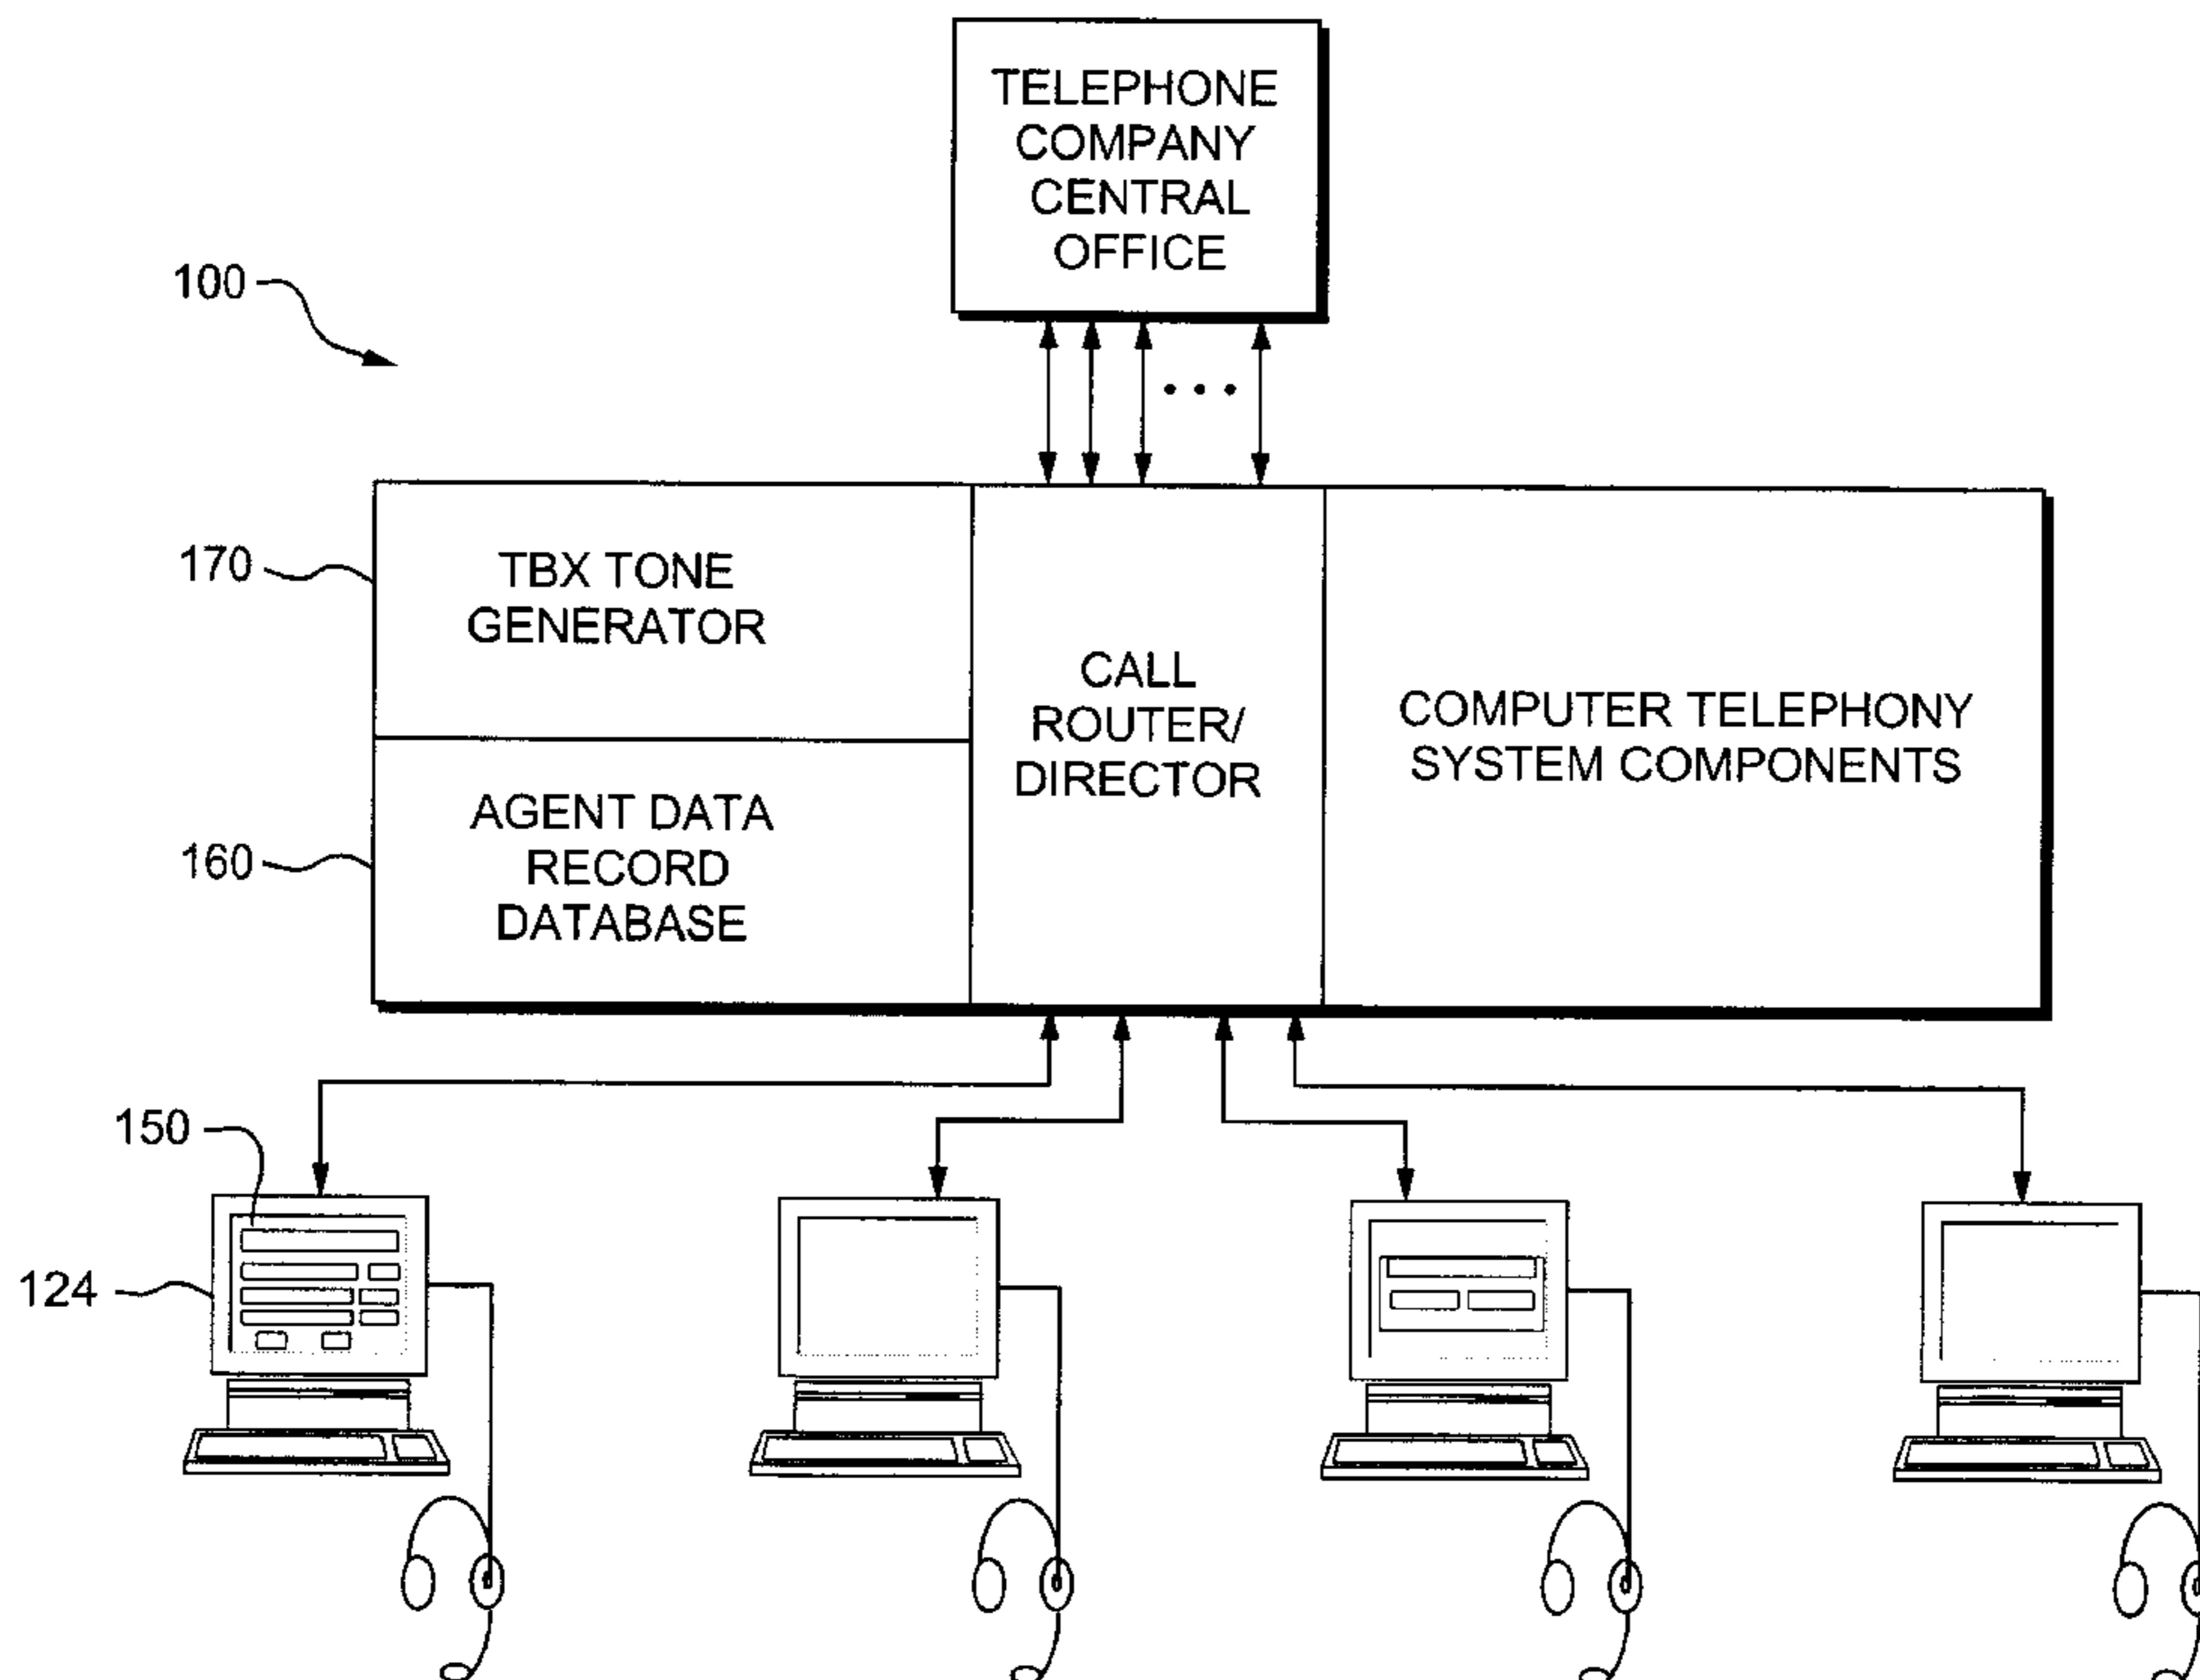 TELEPHONE
COMPANY
CENTRAL
OFFICE
100
170
TBX TONE
GENERATOR
CALL
ROUTER/
DIRECTOR
COMPUTER TELEPHONY
SYSTEM COMPONENTS
160
AGENT DATA
RECORD
DATABASE
150
124